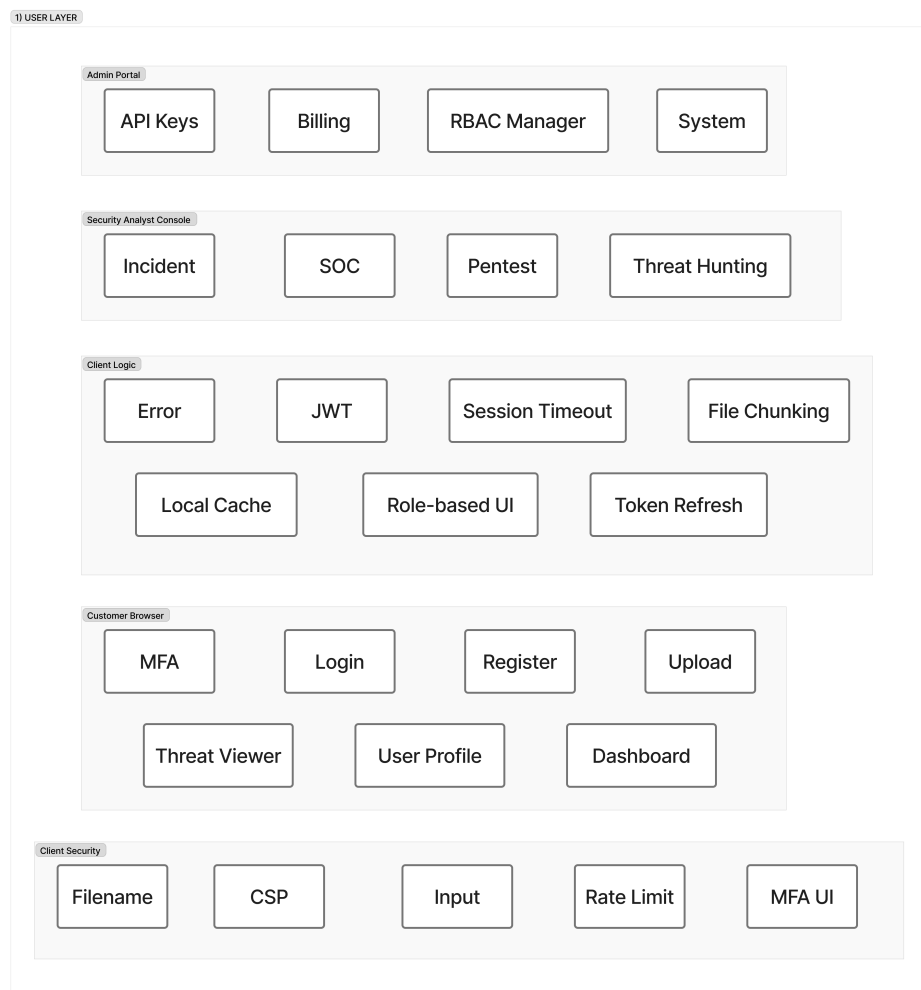 1) USER LAYER
Admin Portal
API Keys
Billing
RBAC Manager
System
Security Analyst Console
Incident
SOC
Pentest
Threat Hunting
Client Logic
Error
JWT
Session Timeout
File Chunking
Local Cache
Role-based UI
Token Refresh
Customer Browser
MFA
Login
Register
Upload
Threat Viewer
User Profile
Dashboard
Client Security
Filename
CSP
Input
Rate Limit
MFA UI